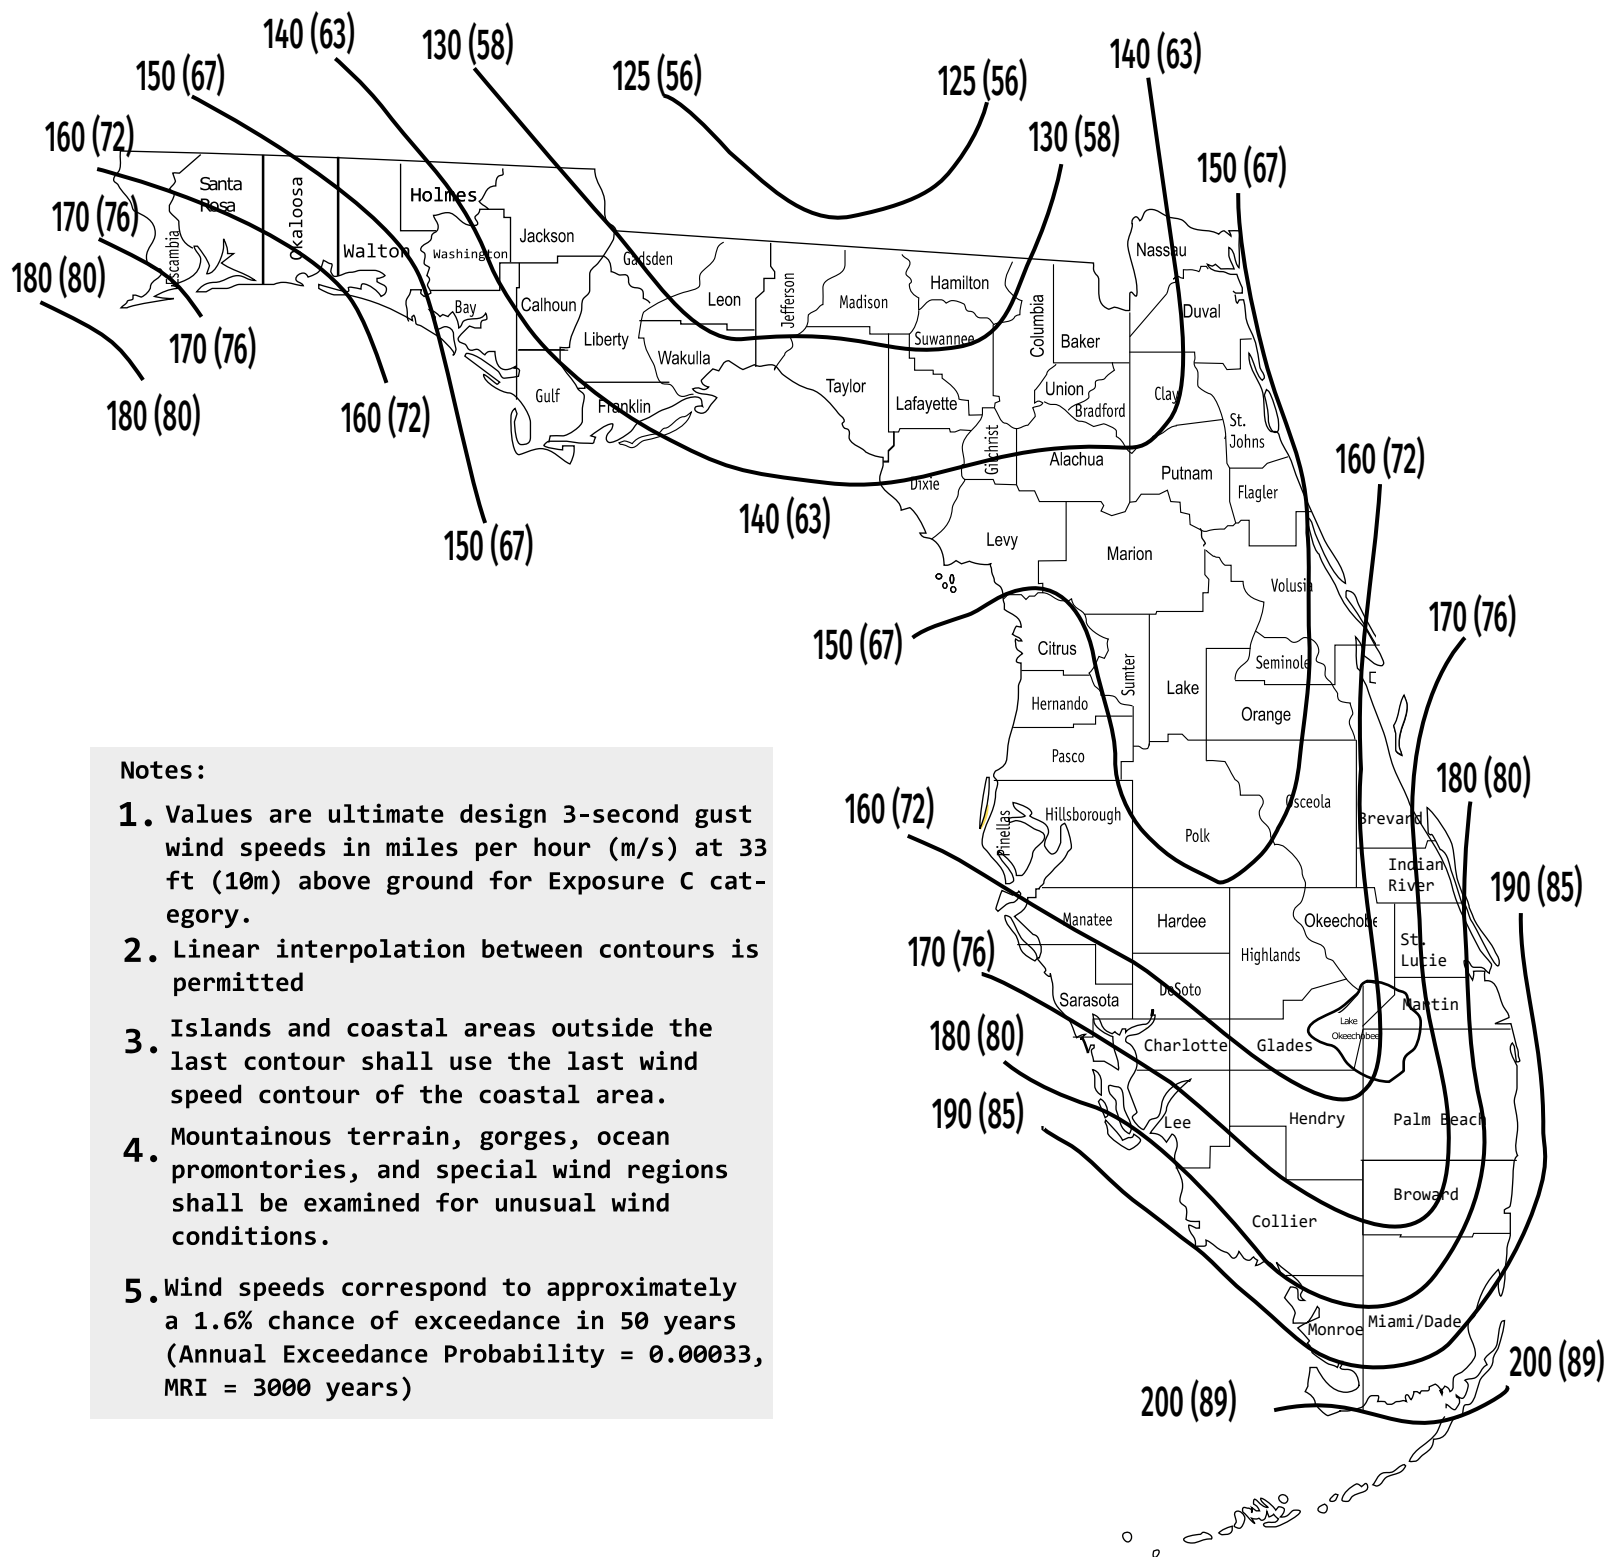 140 (63)
130 (58)
140 (63)
150 (67)
125 (56)
125 (56)
160 (72)
130 (58)
150 (67)
170 (76)
180 (80)
170 (76)
180 (80)
160 (72)
150 (67)
140 (63)
160 (72)
150 (67)
170 (76)
160 (72)
180 (80)
190 (85)
170 (76)
180 (80)
190 (85)
200 (89)
200 (89)
Escambia
Santa
Rosa
Okaloosa
Walton
Holmes
Washington
Jackson
Bay
Calhoun
Gulf
Liberty
Franklin
Gadsden
Leon
Wakulla
Jefferson
Madison
Taylor
Hamilton
Suwannee
Lafayette
Dixie
Gilchrist
Columbia
Baker
Union
Bradford
Alachua
Nassau
Duval
Clay
St.
Johns
Putnam
Flagler
Levy
Marion
Volusia
Citrus
Sumter
Lake
Seminole
Orange
Hernando
Pasco
Pinellas
Hillsborough
Polk
Osceola
Brevard
Indian
River
Manatee
Hardee
Highlands
Okeechobe
St.
Lucie
Sarasota
DeSoto
Martin
Charlotte
Glades
Lake
Okeechobee
Lee
Hendry
Palm Beach
Collier
Broward
Monroe
Miami/Dade
Notes:
1. Values are ultimate design 3-second gust
wind speeds in miles per hour (m/s) at 33
ft (10m) above ground for Exposure C cat-
egory.
2. Linear interpolation between contours is
permitted
3. Islands and coastal areas outside the
last contour shall use the last wind
speed contour of the coastal area.
4. Mountainous terrain, gorges, ocean
promontories, and special wind regions
shall be examined for unusual wind
conditions.
5. Wind speeds correspond to approximately
a 1.6% chance of exceedance in 50 years
(Annual Exceedance Probability = 0.00033,
MRI = 3000 years)